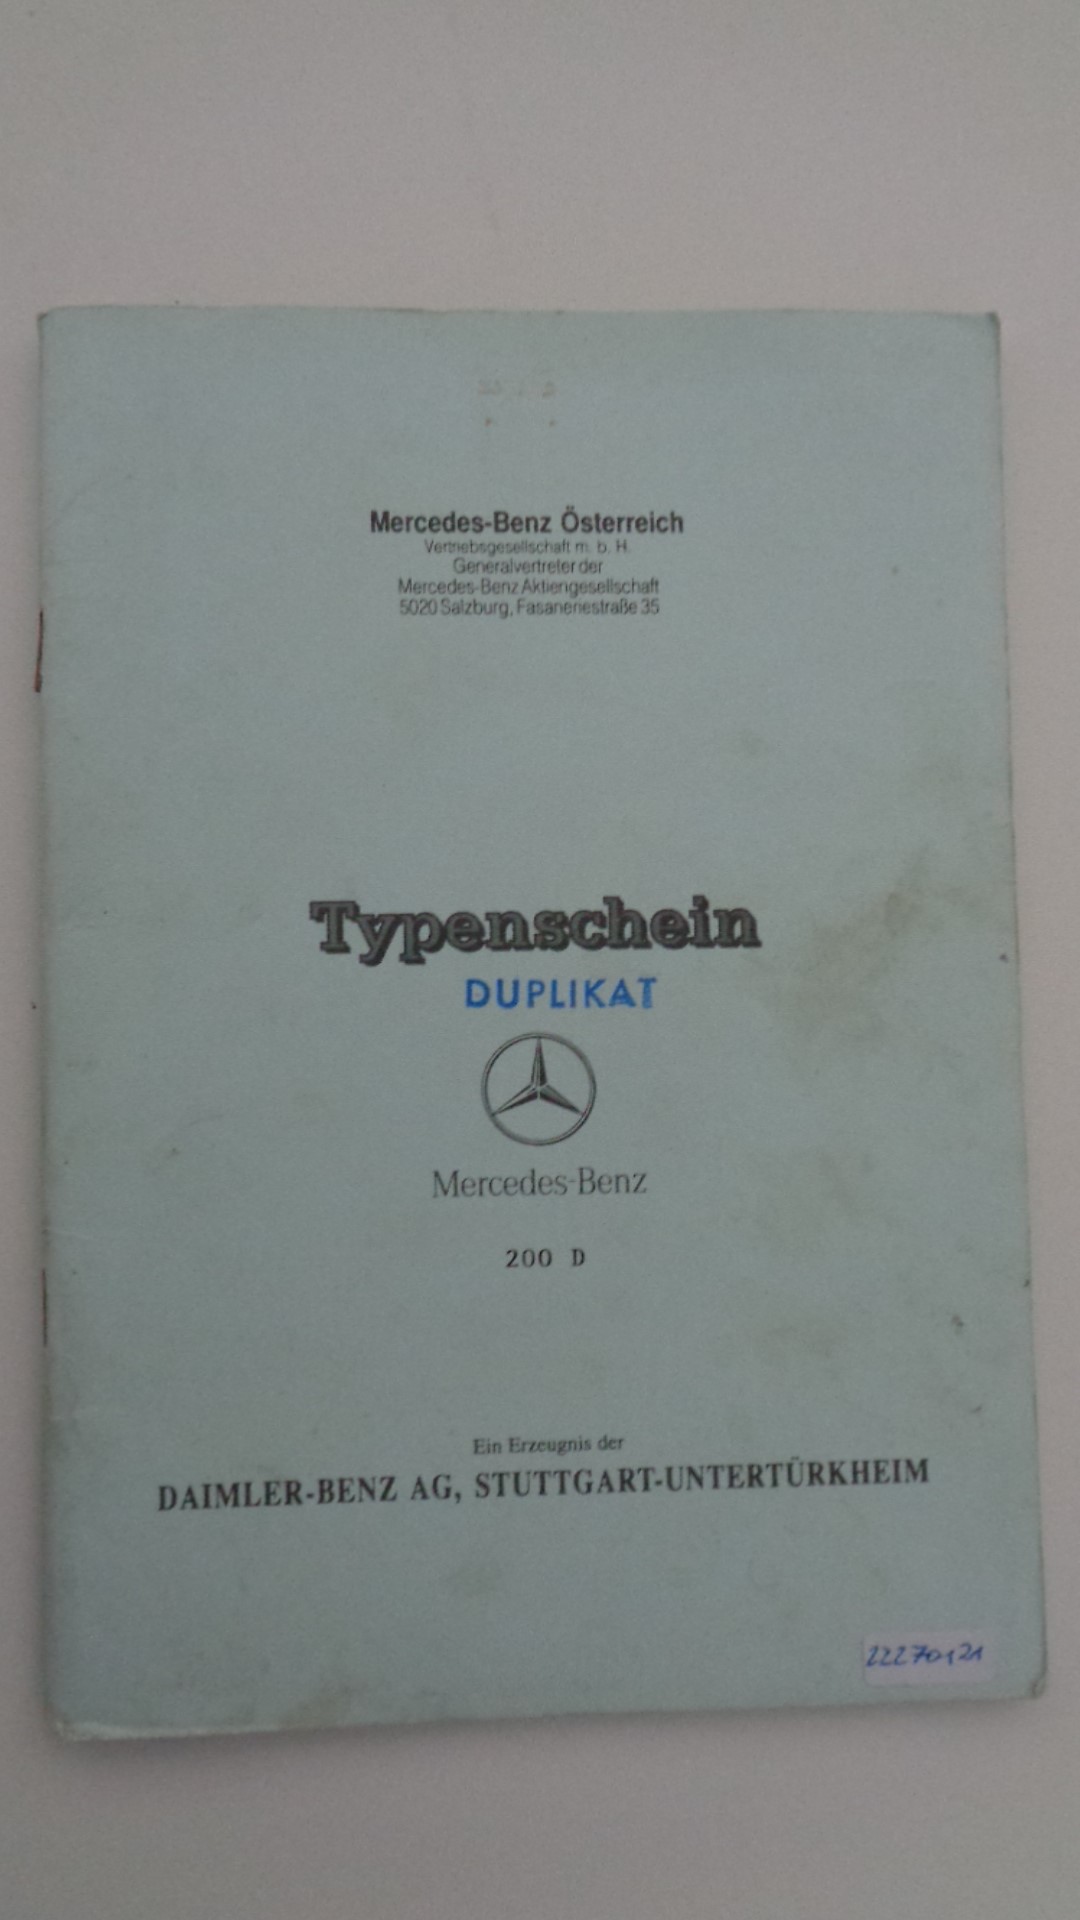 Mercedes-Benz Österreich
Vertriebsgesellschaft m. b. H.
Generalvertreter der
Mercedes-Benz Aktiengesellschaft
5020 Salzburg, Fasanenestraße 35
Typenschein
DUPLIKAT
Mercedes-Benz
200 D
Ein Erzeugnis der
DAIMLER-BENZ AG, STUTTGART-UNTERTÜRKHEIM